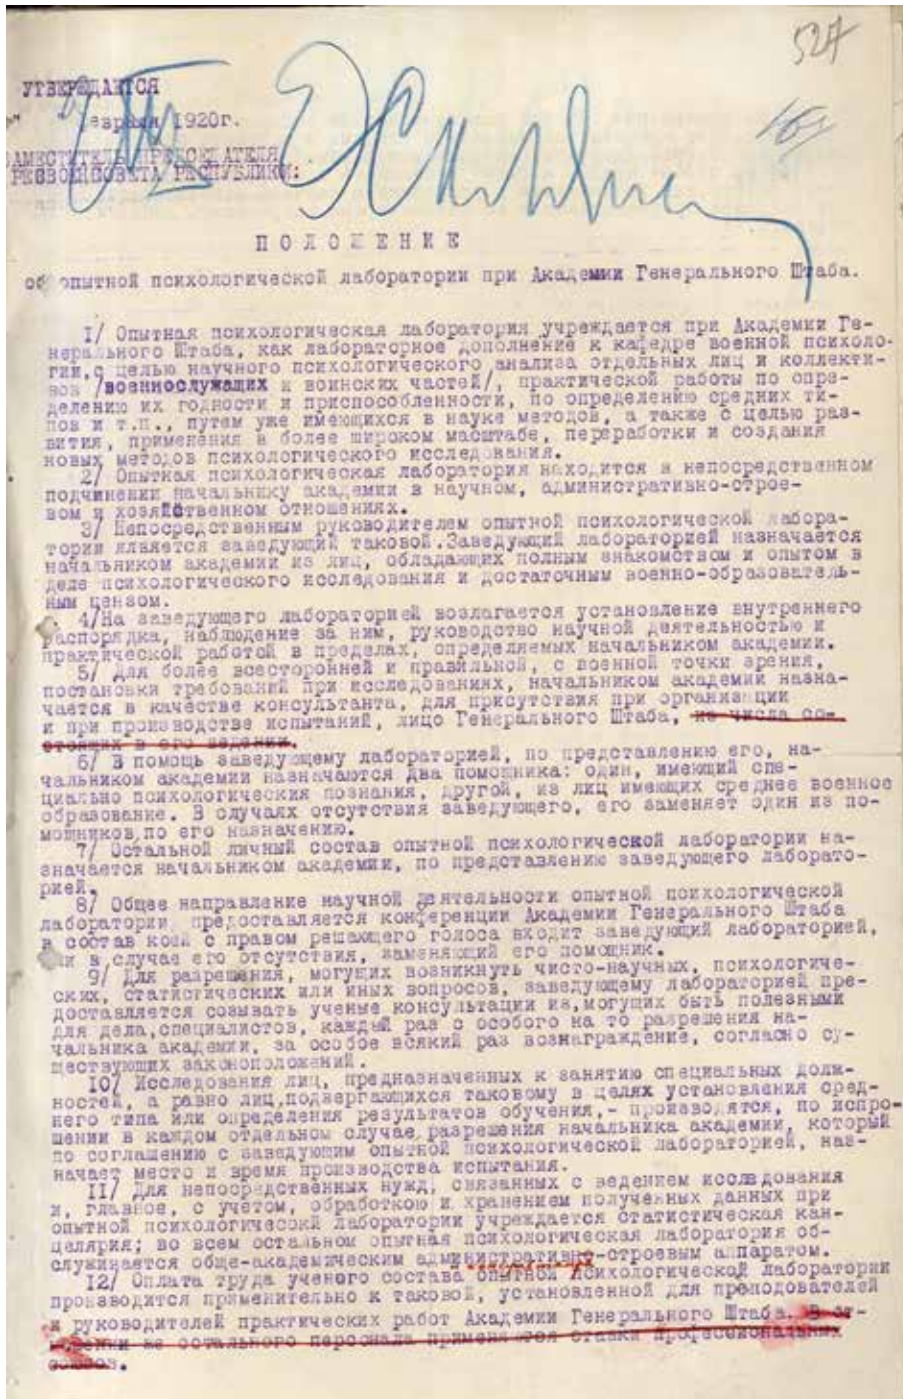 527
УТВЕРЖДАЕТСЯ
" февраля 1920г.
ЗАМЕСТИТЕЛЬ ПРЕДСЕДАТЕЛЯ
РЕВВОЕНСОВЕТА РЕСПУБЛИКИ:
ПОЛОЖЕНИЕ
об опытной психологической лаборатории при Академии Генерального Штаба.
I/ Опытная психологическая лаборатория учреждается при Академии Ге-
нерального Штаба, как лабораторное дополнение к кафедре военной психоло-
гии,с целью научного психологического анализа отдельных лиц и коллекти-
вов /военнослужащих и воинских частей/, практической работы по опре-
делению их годности и приспособленности, по определению средних ти-
пов и т.п., путем уже имеющихся в науке методов, а также с целью раз-
вития, применения в более широком масштабе, переработки и создания
новых методов психологического исследования.
2/ Опытная психологическая лаборатория находится в непосредственном
подчинении начальнику академии в научном, административно-строе-
вом и хозяйственном отношениях.
3/ Непосредственным руководителем опытной психологической лабора-
тории является заведующий таковой.Заведующий лабораторией назначается
начальником академии из лиц, обладающих полным знакомством и опытом в
деле психологического исследования и достаточным военно-образователь-
ным цензом.
4/На заведующего лабораторией возлагается установление внутреннего
распорядка, наблюдение за ним, руководство научной деятельностью и
практической работой в пределах, определяемых начальником академии.
5/ Для более всесторонней и правильной, с военной точки зрения,
постановки требований при исследованиях, начальником академии назна-
чается в качестве консультанта, для присутствия при организации
и при производстве испытаний, лицо Генерального Штаба, из числа со-
стоящих в его ведении.
6/ В помощь заведующему лабораторией, по представлению его, на-
чальником академии назначаются два помощника: один, имеющий спе-
циально психологическия познания, другой, из лиц имеющих среднее военное
образование. В случаях отсутствия заведующего, его заменяет один из по-
мощников,по его назначению.
7/ Остальной личный состав опытной психологической лаборатории на-
значается начальником академии, по представлению заведующего лаборато-
рией.
8/ Общее направление научной деятельности опытной психологической
лаборатории предоставляется конференции Академии Генерального Штаба
в состав коей с правом решающего голоса входит заведующий лабораторией,
или в случае его отсутствия, заменяющий его помощник.
9/ Для разрешения, могущих возникнуть чисто-научных, психологиче-
ских, статистических или иных вопросов, заведующему лабораторией пре-
доставляется созывать ученые консультации из,могущих быть полезными
для дела,специалистов, каждый раз с особого на то разрешения на-
чальника академии, за особое всякий раз вознаграждение, согласно су-
ществующих законоположений.
10/ Исследования лиц, предназначенных к занятию специальных долж-
ностей, а равно лиц,подвергающихся таковому в целях установления сред-
него типа или определения результатов обучения,- производятся, по испро-
шении в каждом отдельном случае разрешения начальника академии, который
по соглашению с заведующим опытной психологической лабораторией, наз-
начает место и время производства испытания.
II/ Для непосредственных нужд, связанных с ведением исследования
и, главное, с учетом, обработкою и хранением полученных данных при
опытной психологической лаборатории учреждается статистическая кан-
целярия; во всем остальном опытная психологическая лаборатория об-
служивается обще-академическим административно-строевым аппаратом.
12/ Оплата труда ученого состава опытной психологической лаборатории
производится применительно к таковой, установленной для преподователей
и руководителей практических работ Академии Генерального Штаба. В от-
ношении же остального персонала применяются ставки профессиональных
союзов.